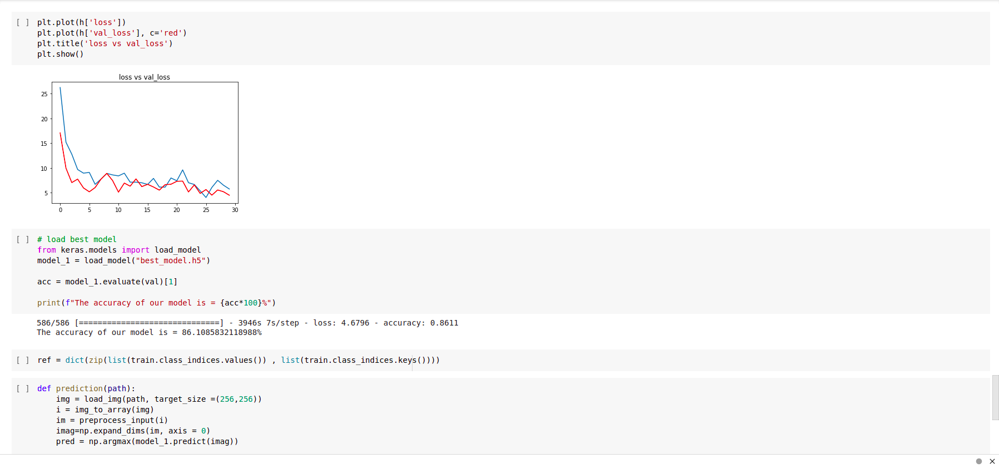 [ ] plt.plot(h['loss'])
plt.plot(h['val_loss'], c='red')
plt.title('loss vs val_loss')
plt.show()
loss vs val_loss
25
20
15
10
5
0 5 10 15 20 25 30
[ ] # load best model
from keras.models import load_model
model_1 = load_model("best_model.h5")
acc = model_1.evaluate(val)[1]
print(f"The accuracy of our model is = {acc*100}%")
586/586 [==============================] - 3946s 7s/step - loss: 4.6796 - accuracy: 0.8611
The accuracy of our model is = 86.1085832118988%
[ ] ref = dict(zip(list(train.class_indices.values()) , list(train.class_indices.keys())))
[ ] def prediction(path):
img = load_img(path, target_size =(256,256))
i = img_to_array(img)
im = preprocess_input(i)
imag=np.expand_dims(im, axis = 0)
pred = np.argmax(model_1.predict(imag))